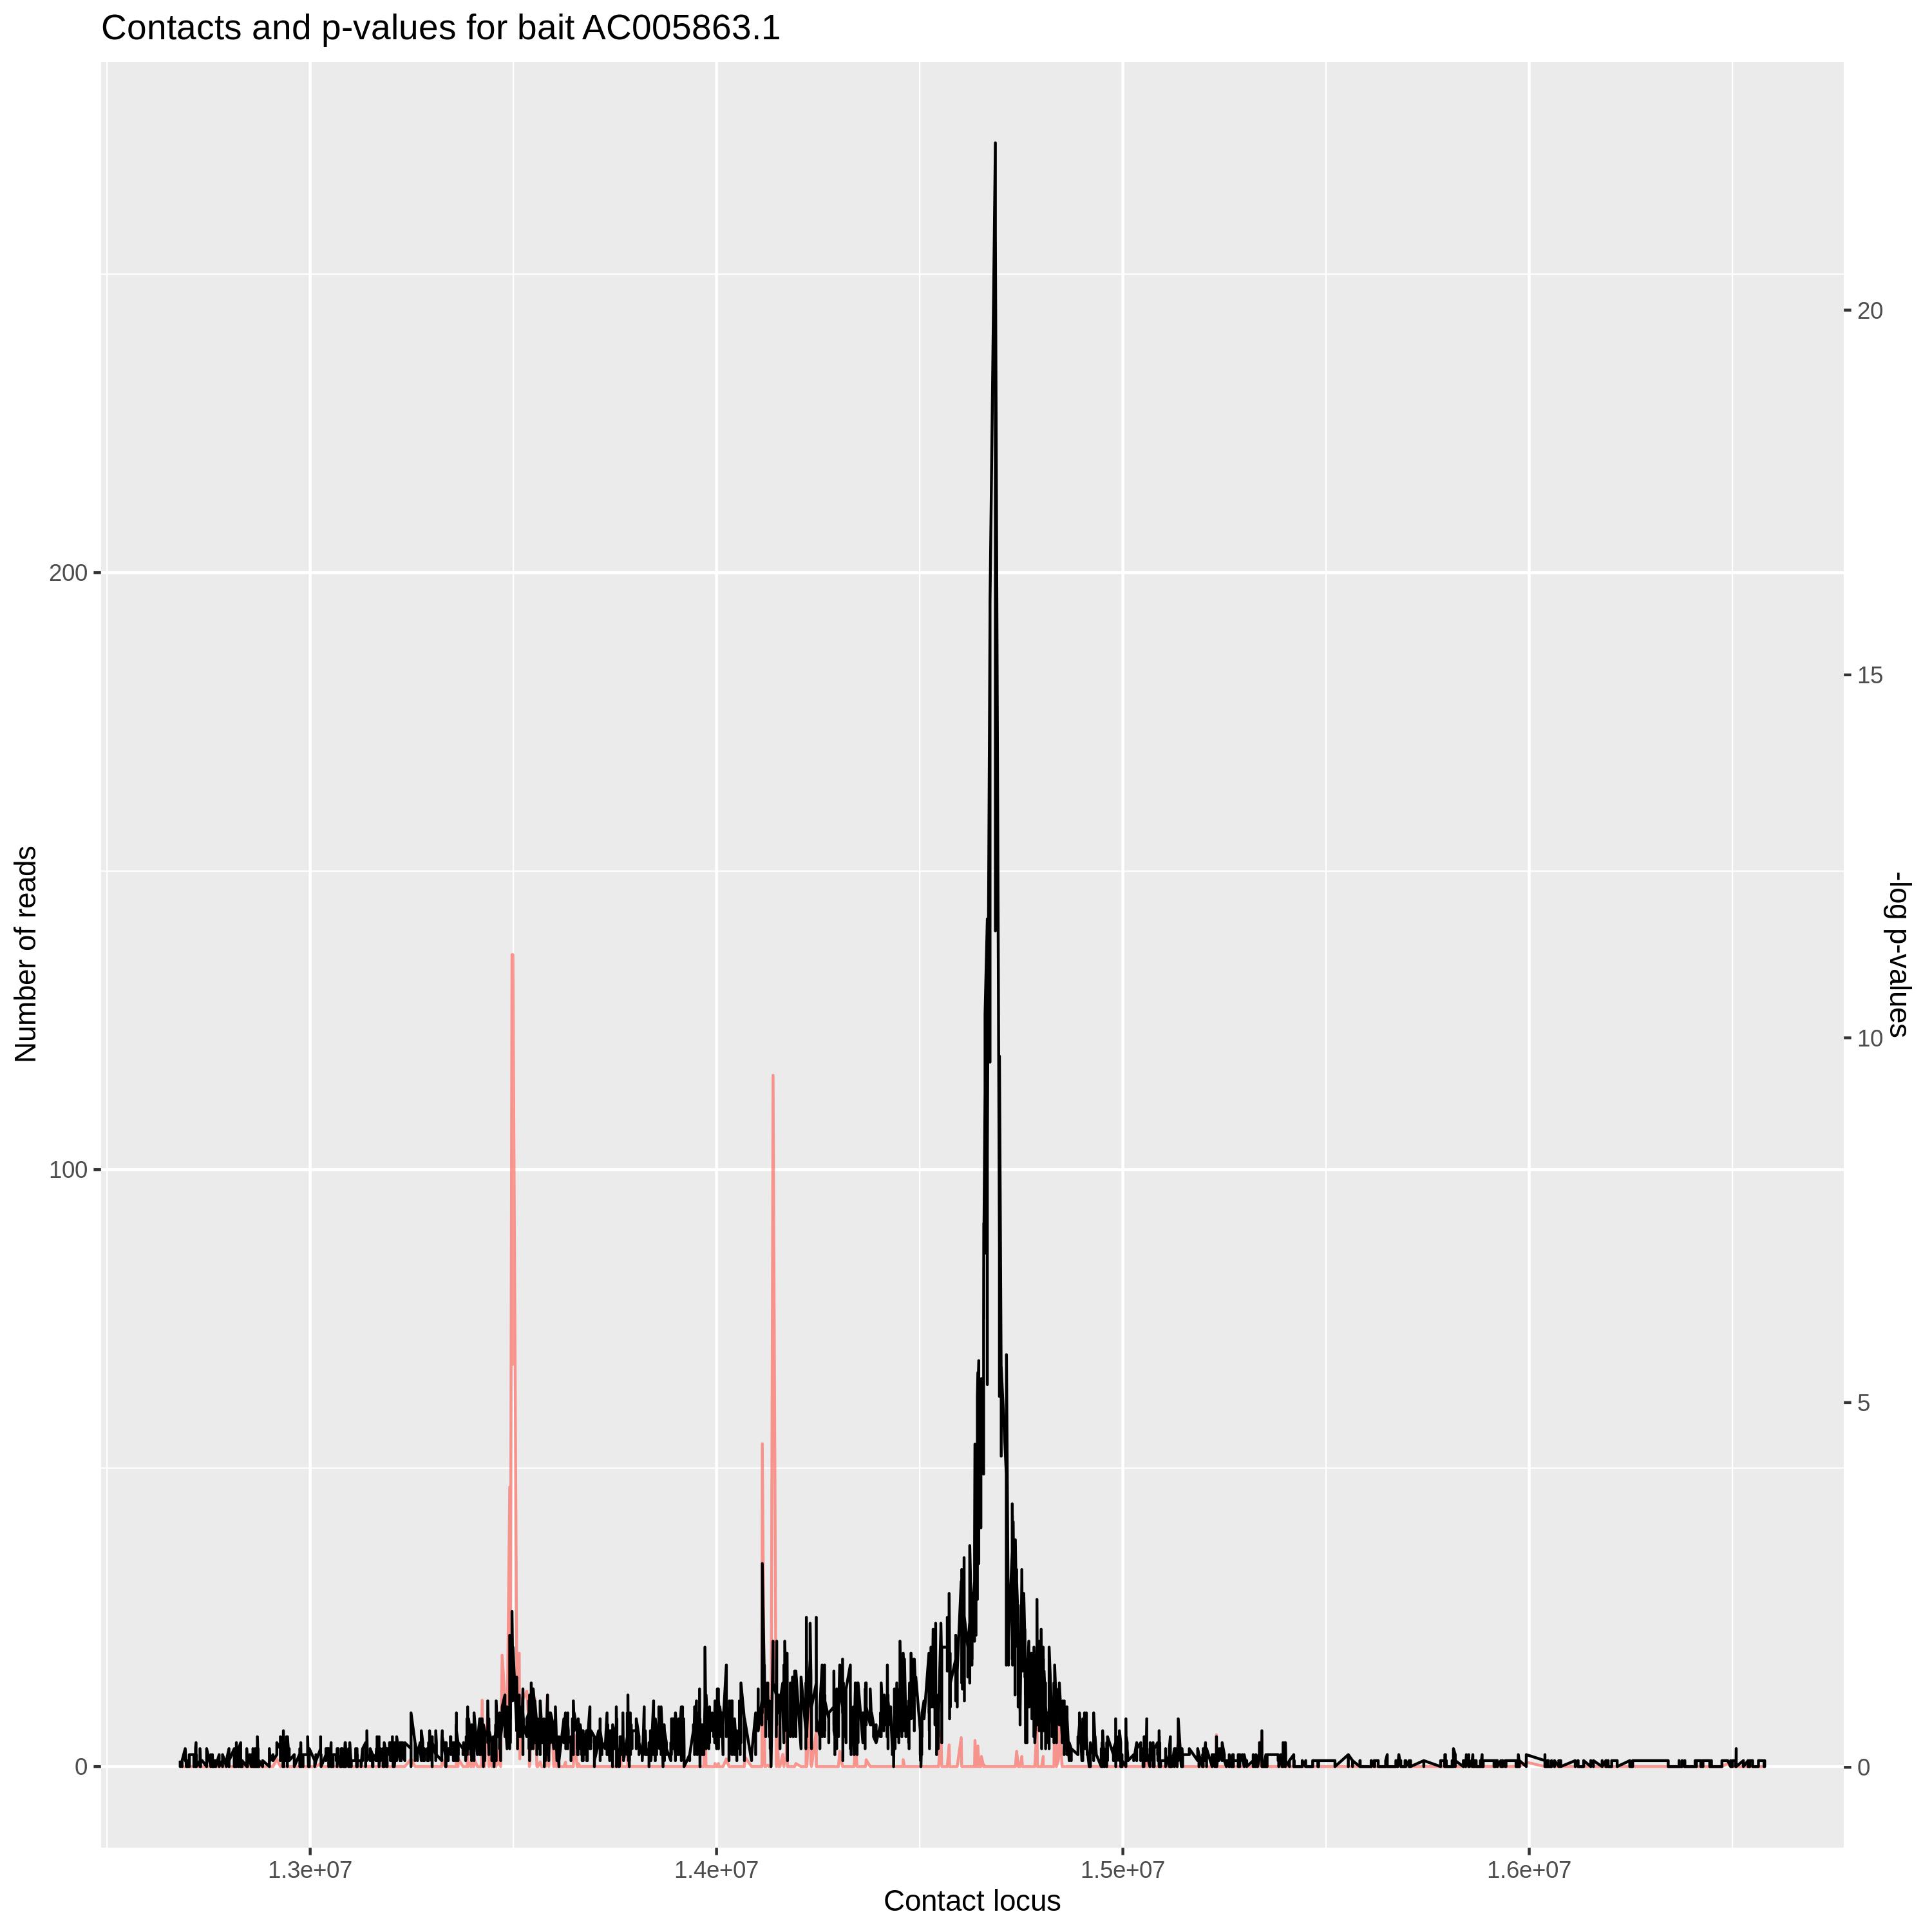 Contacts and p-values for bait AC005863.1
Number of reads
200
100
0
20
15
10
5
0
-log p-values
1.3e+07
1.4e+07
1.5e+07
1.6e+07
Contact locus